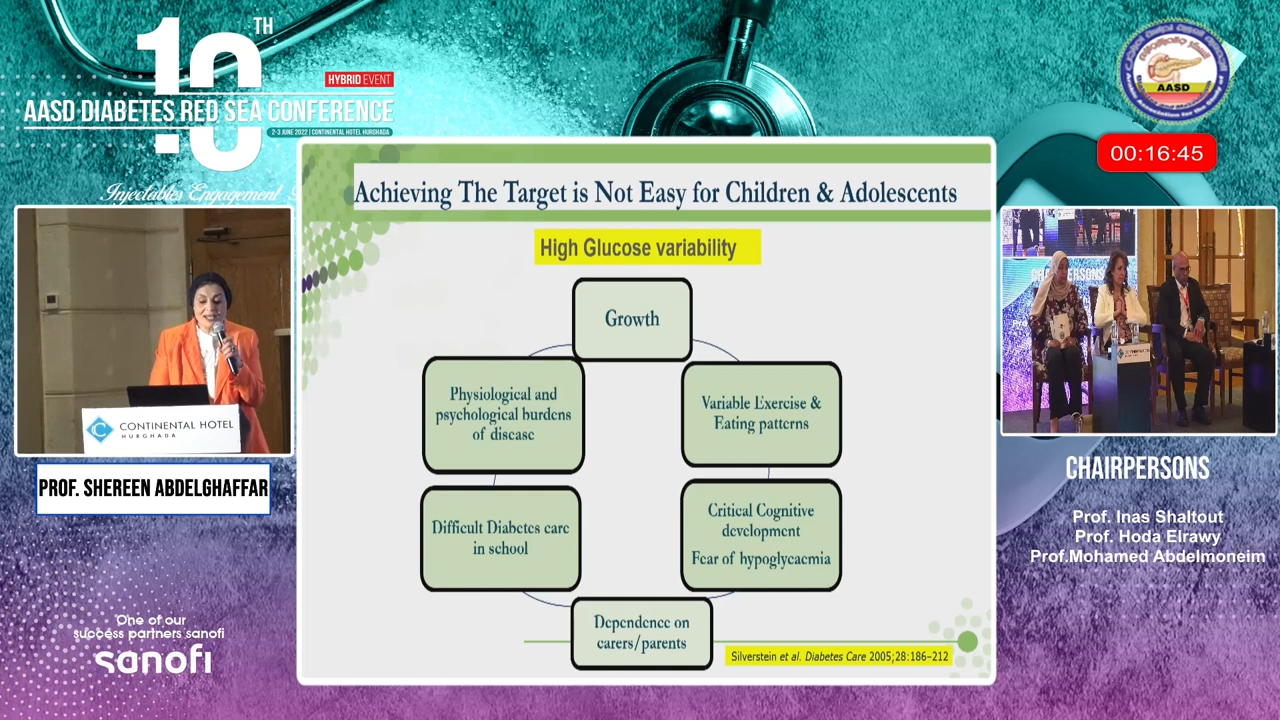 10TH
HYBRID EVENT
AASD DIABETES RED SEA CONFERENCE
2-3 JUNE 2022 | CONTINENTAL HOTEL HURGHADA
Injectables Engagement
AASD
00:16:45
Achieving The Target is Not Easy for Children & Adolescents
High Glucose variability
Growth
Physiological and
psychological burdens
of disease
Variable Exercise &
Eating patterns
Difficult Diabetes care
in school
Critical Cognitive
development
Fear of hypoglycaemia
Dependence on
carers/parents
Silverstein et al. Diabetes Care 2005;28:186–212
CONTINENTAL HOTEL
HURGHADA
PROF. SHEREEN ABDELGHAFFAR
CHAIRPERSONS
Prof. Inas Shaltout
Prof. Hoda Elrawy
Prof.Mohamed Abdelmoneim
One of our
success partners sanofi
sanofi